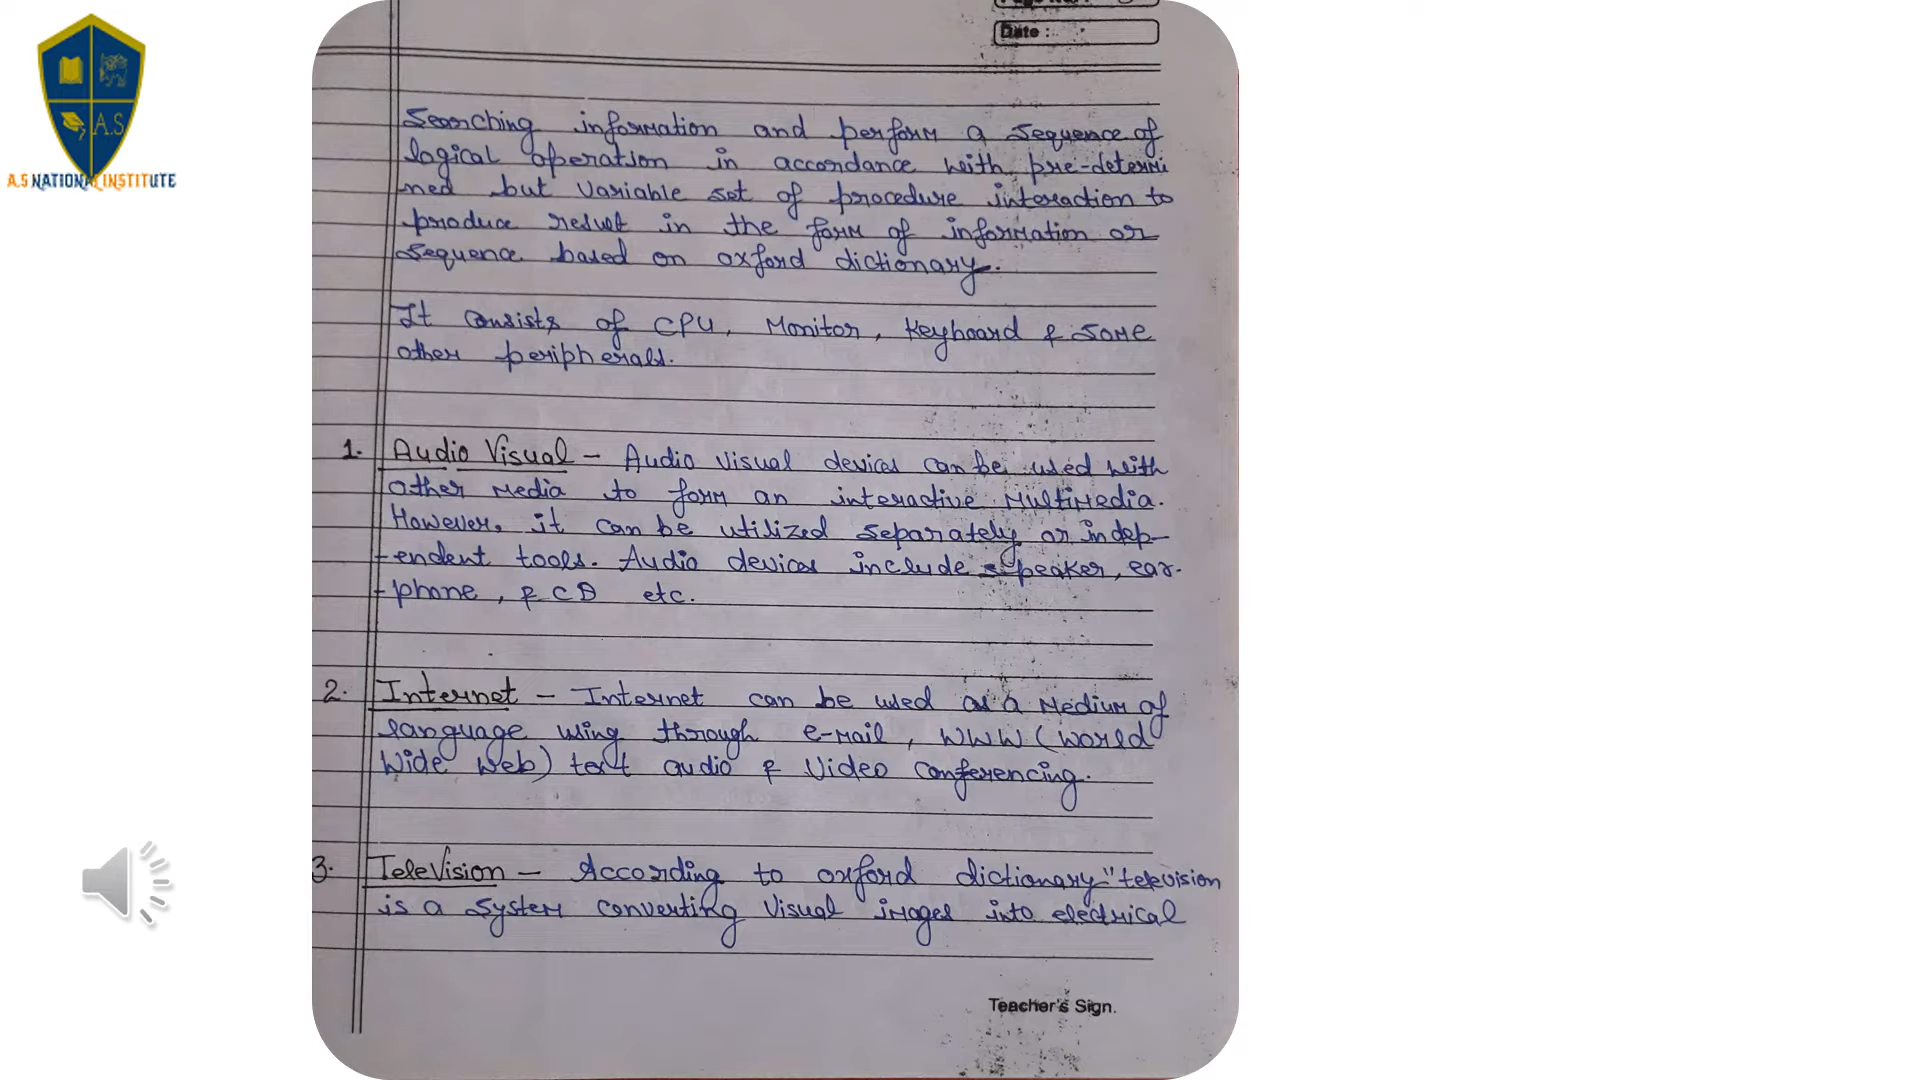 Date :
A.S
A.S NATIONAL INSTITUTE
Searching information and perform a sequence of
logical operation in accordance with pre-determi
ned but variable set of procedure interaction to
produce result in the form of information or
sequence based on oxford dictionary.
It consists of CPU, Monitor, Keyboard & some
other peripherals.
1. Audio Visual - Audio visual devices can be used with
other media to form an interactive multimedia.
However, it can be utilized separately or indep-
-endent tools. Audio devices include speaker, ear-
-phone, & CD etc.
2. Internet - Internet can be used as a medium of
language using through e-mail, WWW (World
Wide Web) text audio & video conferencing.
3. Television - According to oxford dictionary "television
is a system converting visual images into electrical
Teacher's Sign.